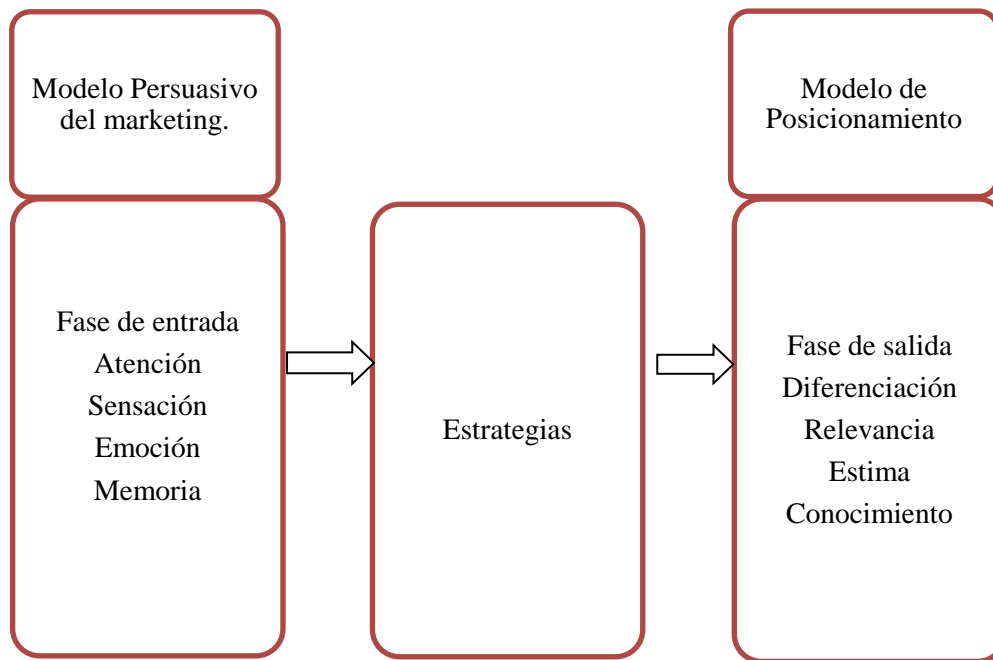 Modelo Persuasivo
del marketing.
Modelo de
Posicionamiento
Fase de entrada
Atención
Sensación
Emoción
Memoria
Estrategias
Fase de salida
Diferenciación
Relevancia
Estima
Conocimiento